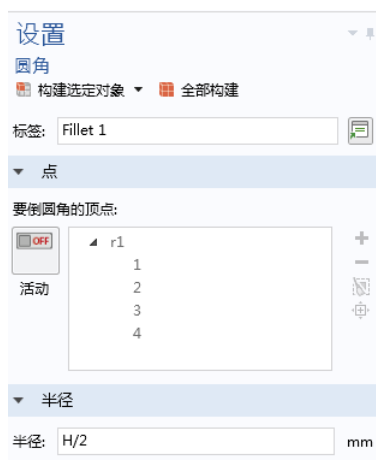 设置
圆角
构建选定对象 全部构建
标签: Fillet 1
点
要倒圆角的顶点:
OFF
活动
r1
1
2
3
4
半径
半径: H/2 mm